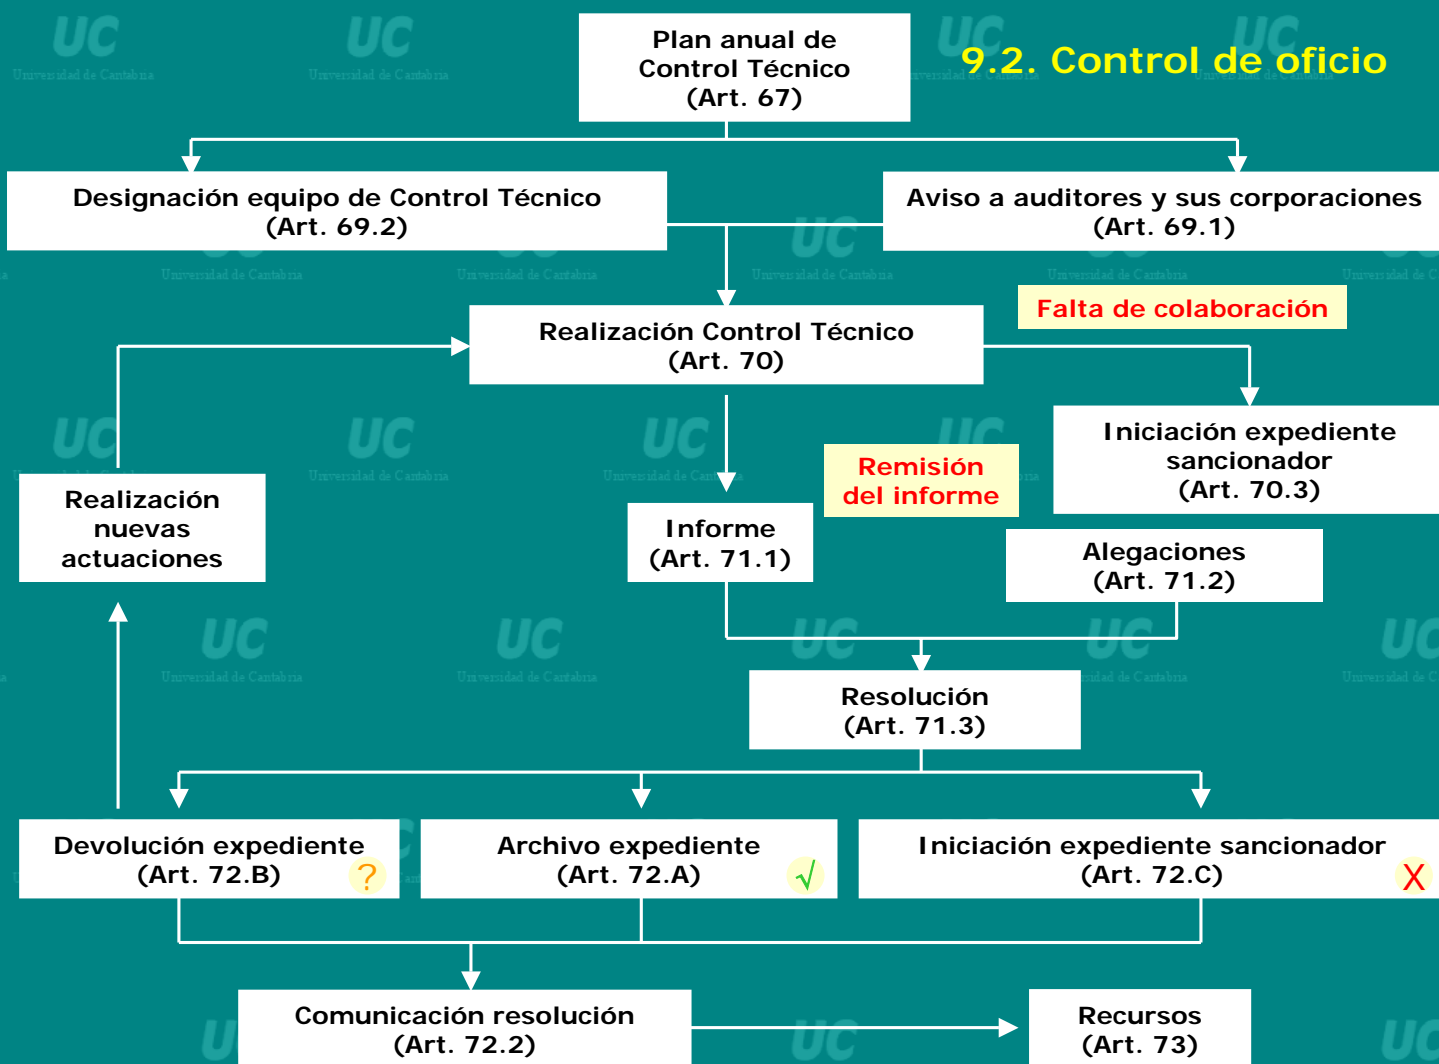 Plan anual de
Control Técnico
(Art. 67)
9.2. Control de oficio
Designación equipo de Control Técnico
(Art. 69.2)
Aviso a auditores y sus corporaciones
(Art. 69.1)
Falta de colaboración
Realización Control Técnico
(Art. 70)
Iniciación expediente
sancionador
(Art. 70.3)
Remisión
del informe
Realización
nuevas
actuaciones
Informe
(Art. 71.1)
Alegaciones
(Art. 71.2)
Resolución
(Art. 71.3)
Devolución expediente
(Art. 72.B)
?
Archivo expediente
(Art. 72.A)
√
Iniciación expediente sancionador
(Art. 72.C)
X
Comunicación resolución
(Art. 72.2)
Recursos
(Art. 73)
UC
Universidad de Cantabria